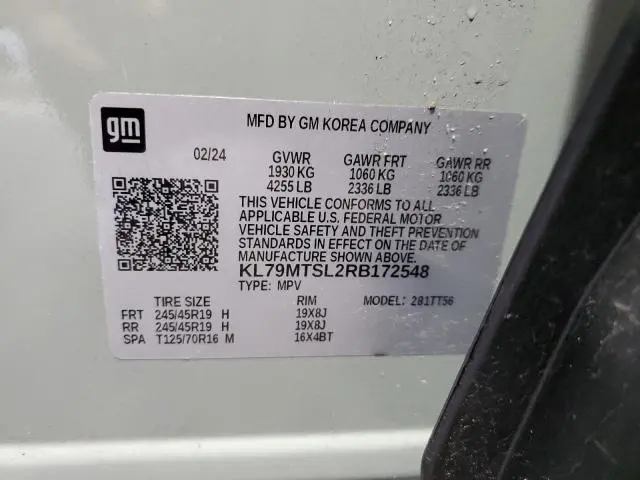 gm
MFD BY GM KOREA COMPANY
02/24 GVWR GAWR FRT GAWR RR
1930 KG 1060 KG 1060 KG
4255 LB 2336 LB 2336 LB
THIS VEHICLE CONFORMS TO ALL
APPLICABLE U.S. FEDERAL MOTOR
VEHICLE SAFETY AND THEFT PREVENTION
STANDARDS IN EFFECT ON THE DATE OF
MANUFACTURE SHOWN ABOVE.
KL79MTSL2RB172548
TYPE: MPV MODEL: 281TT56
TIRE SIZE RIM
FRT 245/45R19 H 19X8J
RR 245/45R19 H 19X8J
SPA T125/70R16 M 16X4BT